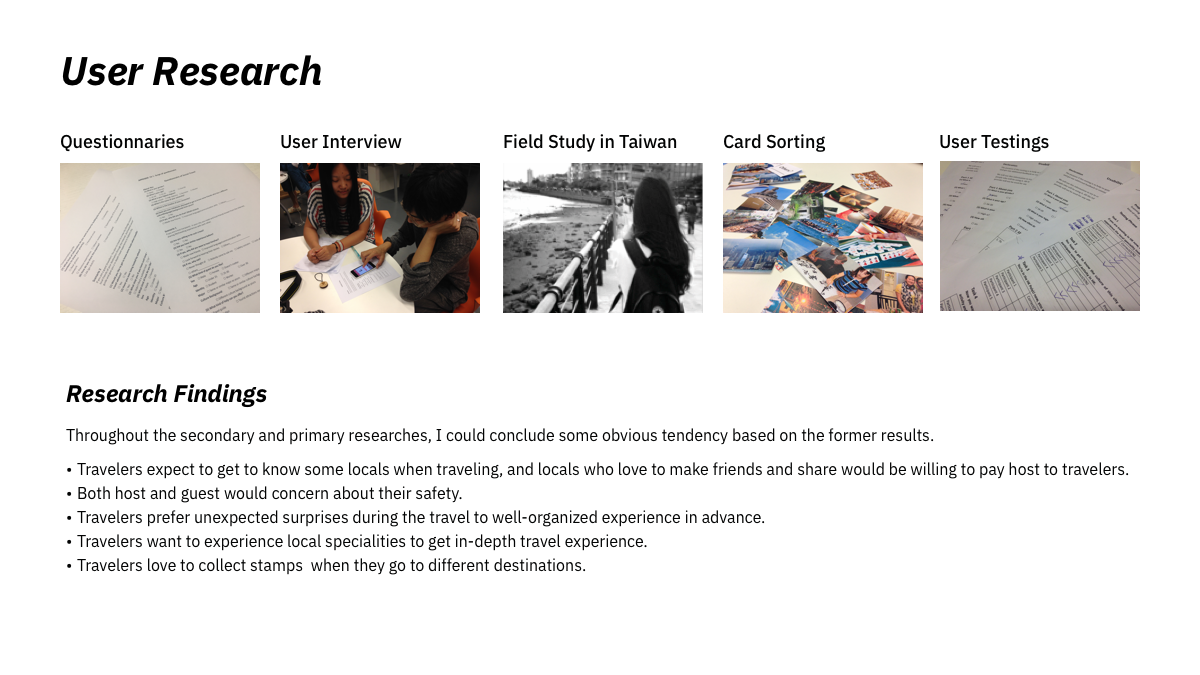 User Research
Questionnaries
User Interview
Field Study in Taiwan
Card Sorting
User Testings
Research Findings
Throughout the secondary and primary researches, I could conclude some obvious tendency based on the former results.
• Travelers expect to get to know some locals when traveling, and locals who love to make friends and share would be willing to pay host to travelers.
• Both host and guest would concern about their safety.
• Travelers prefer unexpected surprises during the travel to well-organized experience in advance.
• Travelers want to experience local specialities to get in-depth travel experience.
• Travelers love to collect stamps  when they go to different destinations.